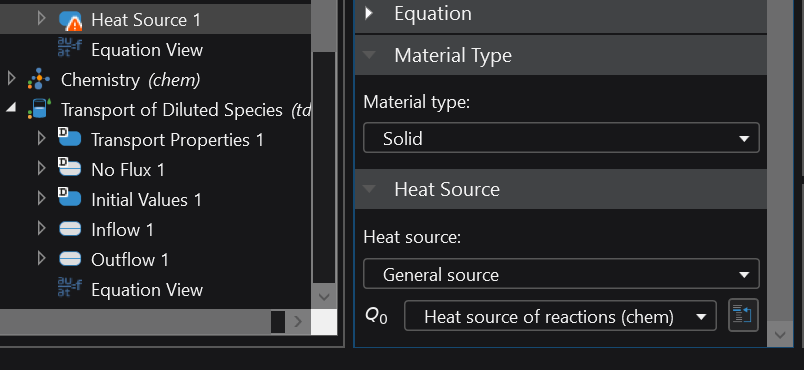 Heat Source 1
Equation View
Chemistry (chem)
Transport of Diluted Species (td
D Transport Properties 1
D No Flux 1
D Initial Values 1
Inflow 1
Outflow 1
Equation View
Equation
Material Type
Material type:
Solid
Heat Source
Heat source:
General source
Q0 Heat source of reactions (chem)